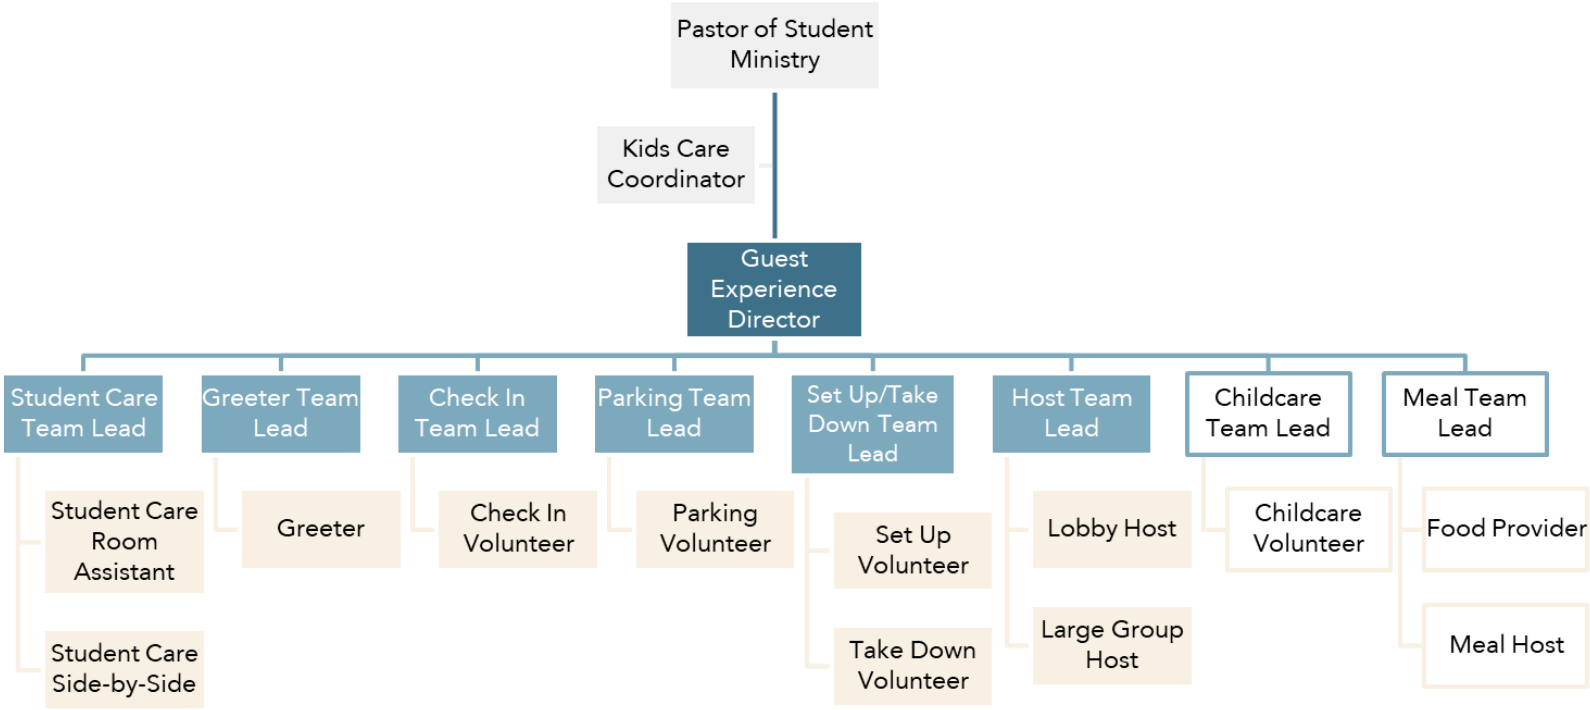 Pastor of Student
Ministry
Kids Care
Coordinator
Guest
Experience
Director
Student Care
Team Lead
Greeter Team
Lead
Check In
Team Lead
Parking Team
Lead
Set Up/Take
Down Team
Lead
Host Team
Lead
Childcare
Team Lead
Meal Team
Lead
Student Care
Room
Assistant
Student Care
Side-by-Side
Greeter
Check In
Volunteer
Parking
Volunteer
Set Up
Volunteer
Take Down
Volunteer
Lobby Host
Large Group
Host
Childcare
Volunteer
Food Provider
Meal Host